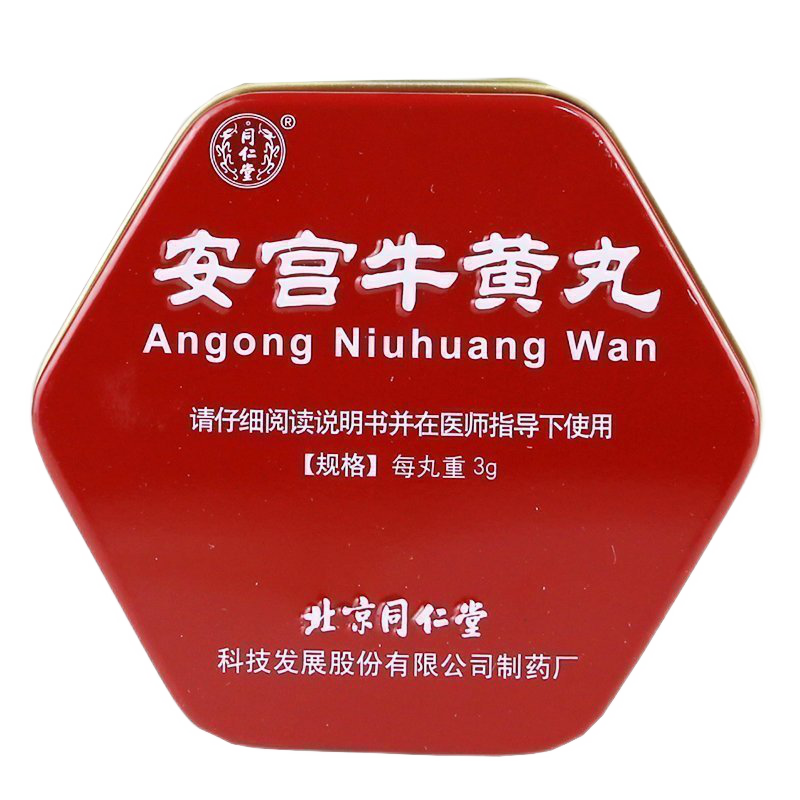 同仁堂®
安宫牛黄丸
Angong Niuhuang Wan
请仔细阅读说明书并在医师指导下使用
【规格】每丸重 3g
北京同仁堂
科技发展股份有限公司制药厂